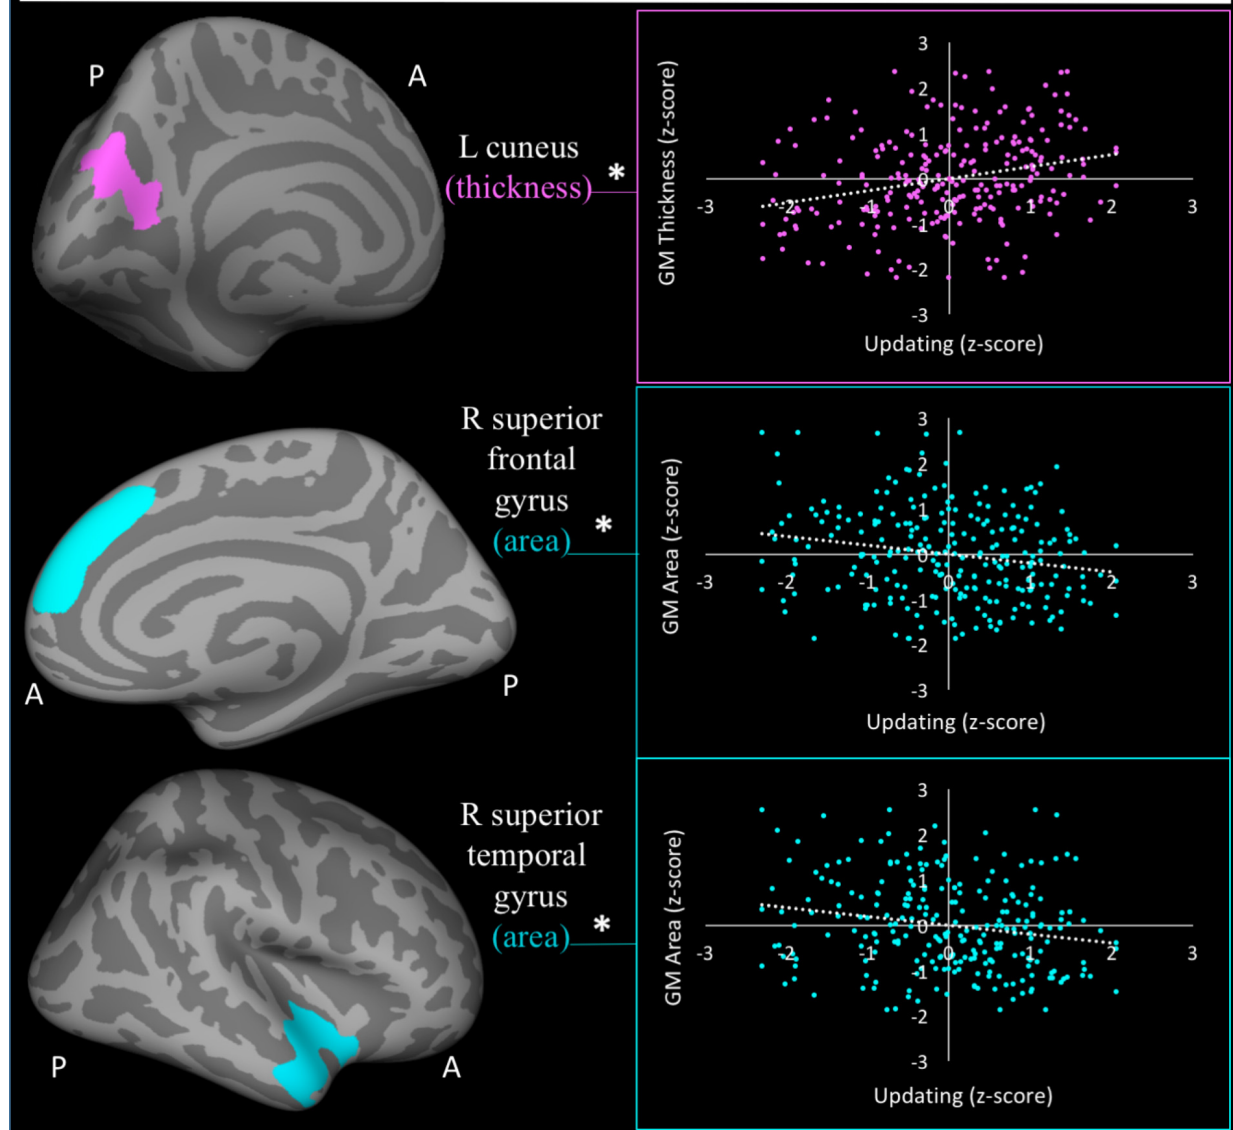 P
A
L cuneus
(thickness)
*
GM Thickness (z-score)
3
2
1
0
-3
-2
-1
0
1
2
3
-1
-2
-3
Updating (z-score)
R superior
frontal
gyrus
(area)
*
A
P
GM Area (z-score)
3
2
1
0
-3
-2
-1
0
1
2
3
-1
-2
-3
Updating (z-score)
R superior
temporal
gyrus
(area)
*
P
A
GM Area (z-score)
3
2
1
0
-3
-2
-1
0
1
2
3
-1
-2
-3
Updating (z-score)